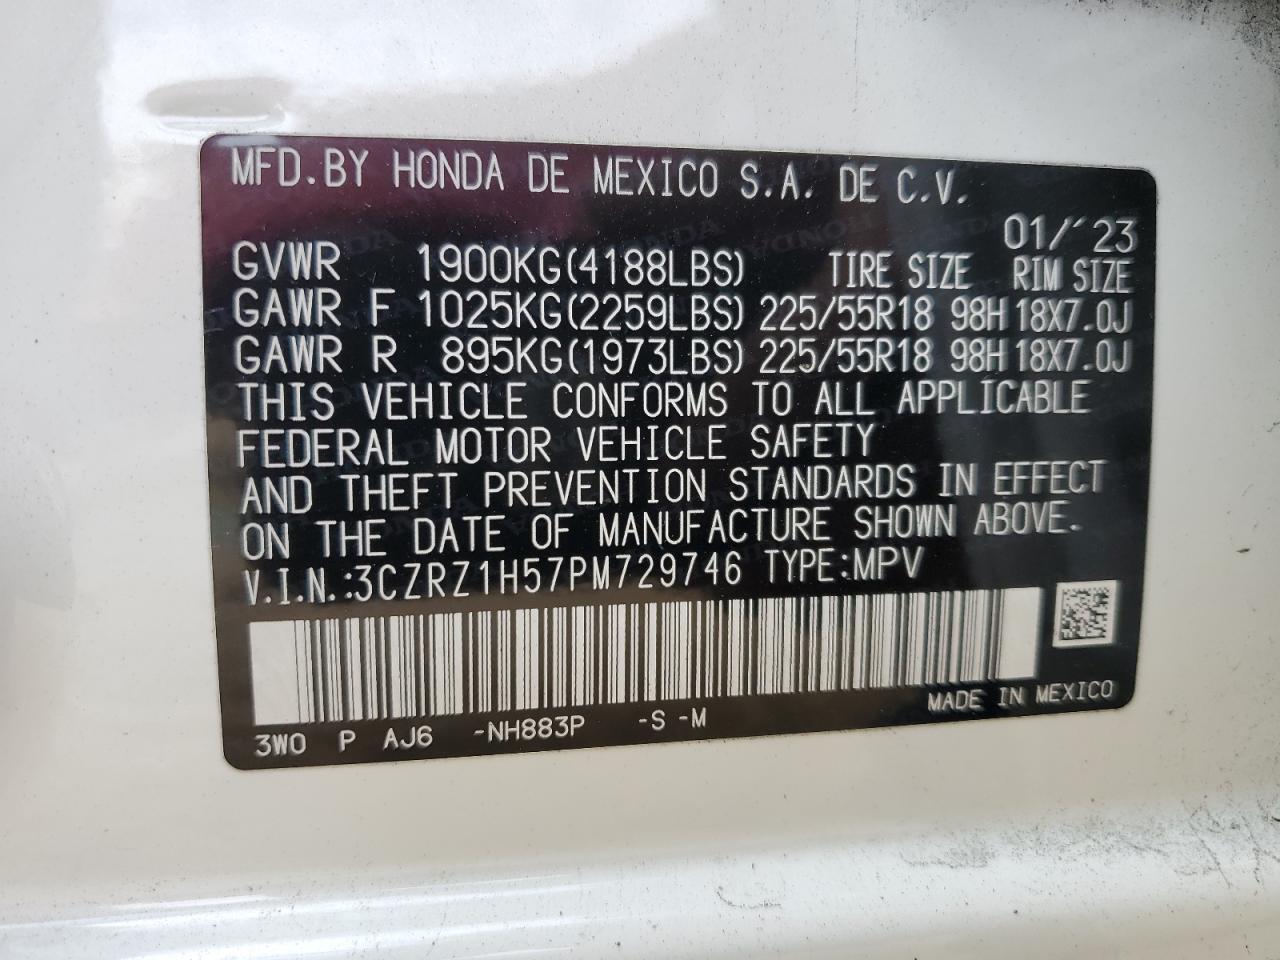 MFD.BY HONDA DE MEXICO S.A. DE C.V.
01/'23
GVWR 1900KG(4188LBS) TIRE SIZE RIM SIZE
GAWR F 1025KG(2259LBS) 225/55R18 98H 18X7.0J
GAWR R 895KG(1973LBS) 225/55R18 98H 18X7.0J
THIS VEHICLE CONFORMS TO ALL APPLICABLE
FEDERAL MOTOR VEHICLE SAFETY
AND THEFT PREVENTION STANDARDS IN EFFECT
ON THE DATE OF MANUFACTURE SHOWN ABOVE.
V.I.N.:3CZRZ1H57PM729746 TYPE:MPV
MADE IN MEXICO
3WO P AJ6 -NH883P -S -M